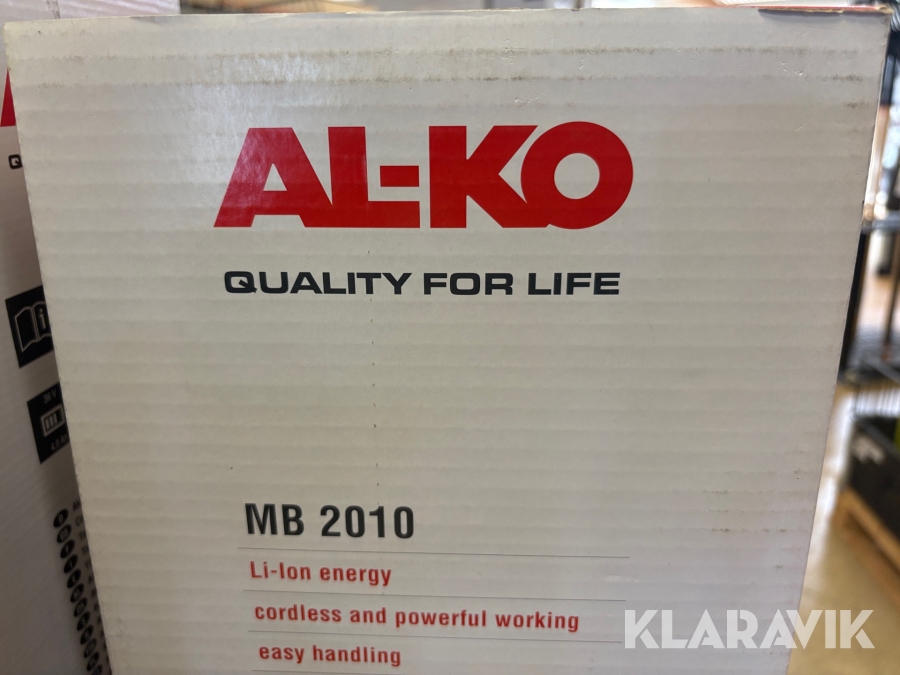 AL-KO
QUALITY FOR LIFE
MB 2010
Li-Ion energy
cordless and powerful working
easy handling
KLARAVIK